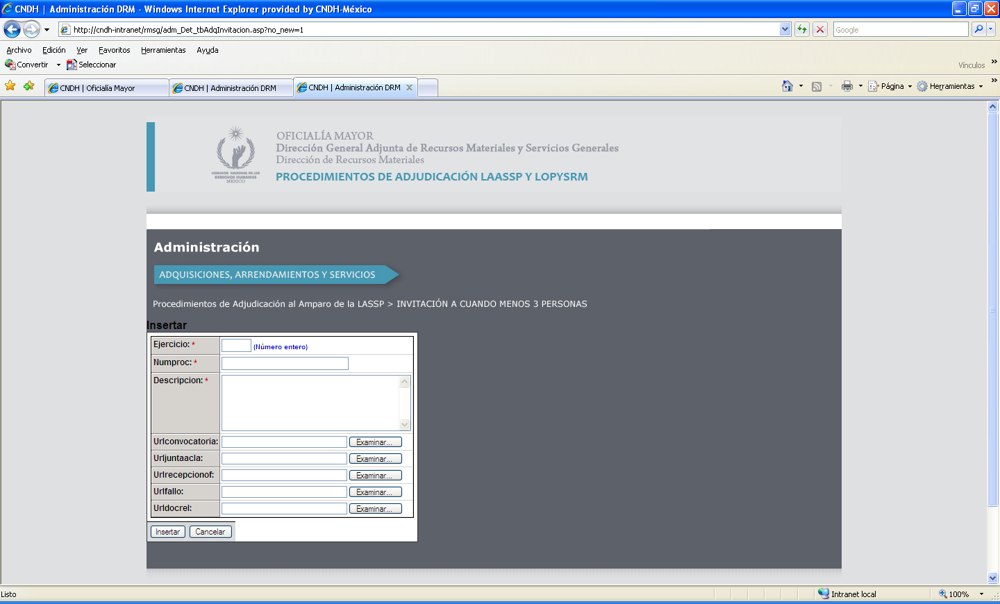 CNDH | Administración DRM - Windows Internet Explorer provided by CNDH-México
http://cndh-intranet/rmsg/adm_Det_tbAdqInvitacion.asp?no_new=1
Google
Archivo Edición Ver Favoritos Herramientas Ayuda
Convertir Seleccionar
Vínculos
CNDH | Oficialía Mayor
CNDH | Administración DRM
CNDH | Administración DRM
Página Herramientas
COMISION NACIONAL DE LOS
DERECHOS HUMANOS
MEXICO
OFICIALÍA MAYOR
Dirección General Adjunta de Recursos Materiales y Servicios Generales
Dirección de Recursos Materiales
PROCEDIMIENTOS DE ADJUDICACIÓN LAASSP Y LOPYSRM
Administración
ADQUISICIONES, ARRENDAMIENTOS Y SERVICIOS
Procedimientos de Adjudicación al Amparo de la LASSP > INVITACIÓN A CUANDO MENOS 3 PERSONAS
Insertar
Ejercicio: * (Número entero)
Numproc: *
Descripcion: *
Urlconvocatoria: Examinar...
Urljuntaacla: Examinar...
Urlrecepcionof: Examinar...
Urlfallo: Examinar...
Urldocrel: Examinar...
Insertar Cancelar
Listo
Intranet local
100%